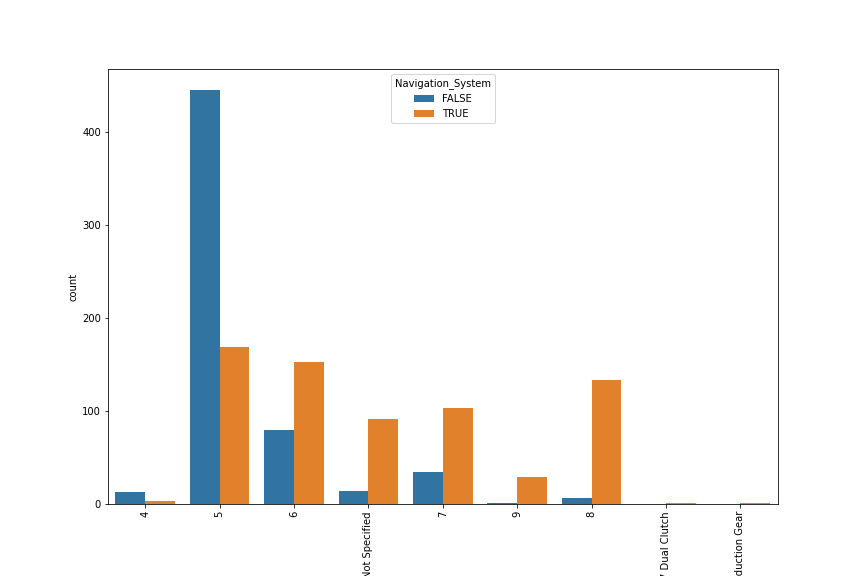 Navigation_System
FALSE
TRUE
count
400
300
200
100
0
4
5
6
Not Specified
7
9
8
7 Dual Clutch
duction Gear